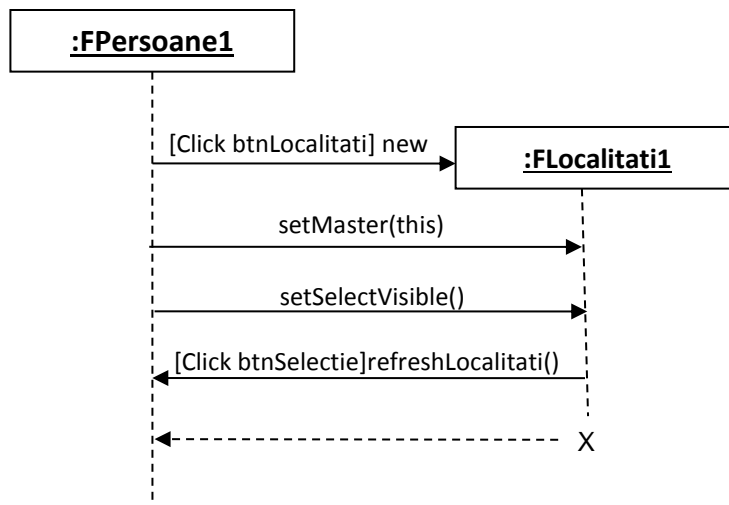 :FPersoane1
[Click btnLocalitati] new
:FLocalitati1
setMaster(this)
setSelectVisible()
[Click btnSelectie]refreshLocalitati()
X